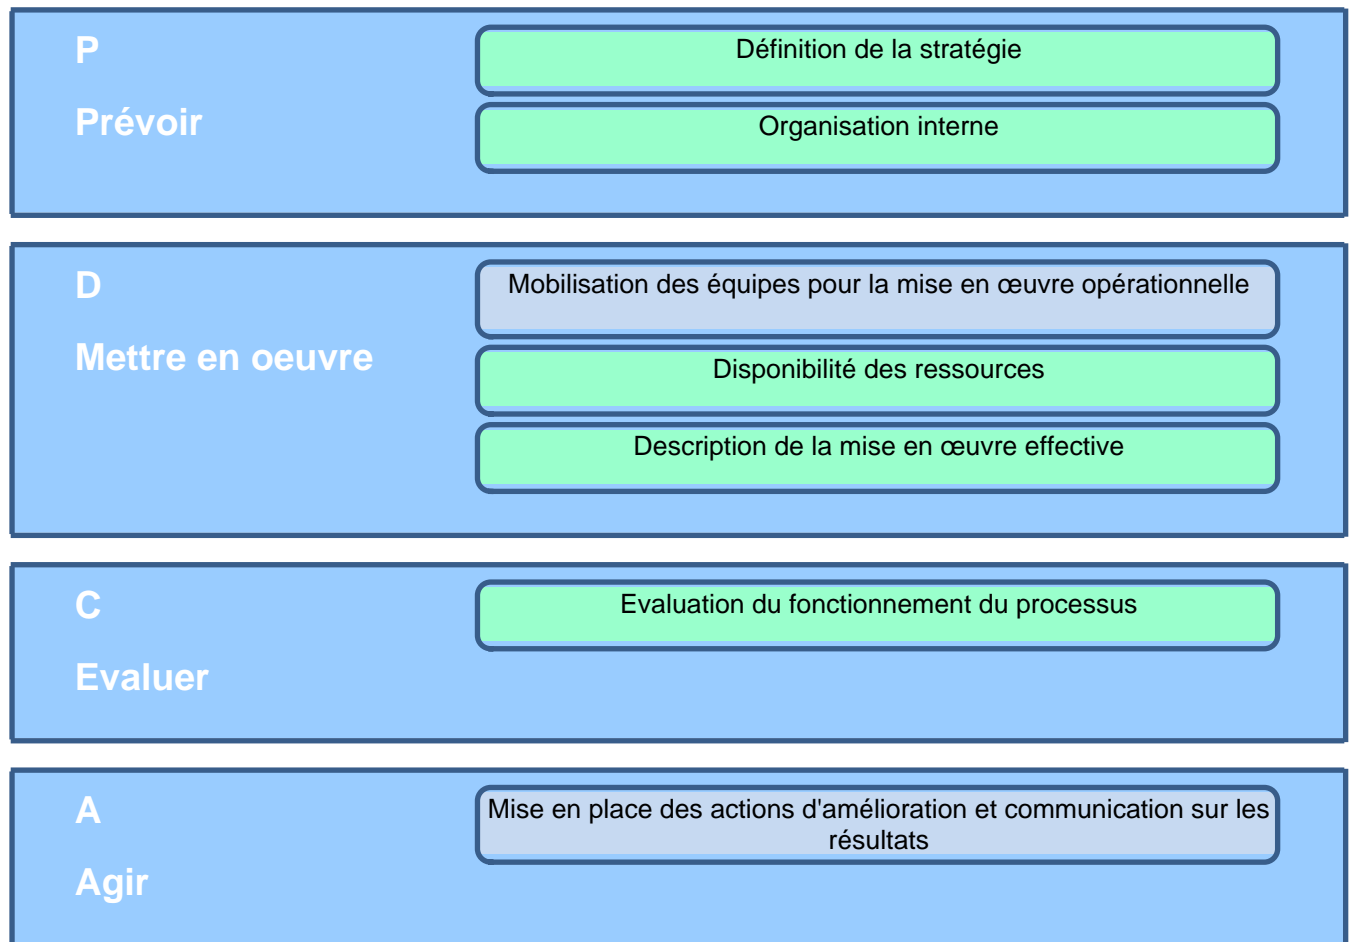 P
Prévoir
Définition de la stratégie
Organisation interne
D
Mettre en oeuvre
Mobilisation des équipes pour la mise en œuvre opérationnelle
Disponibilité des ressources
Description de la mise en œuvre effective
C
Evaluer
Evaluation du fonctionnement du processus
A
Agir
Mise en place des actions d'amélioration et communication sur les
résultats